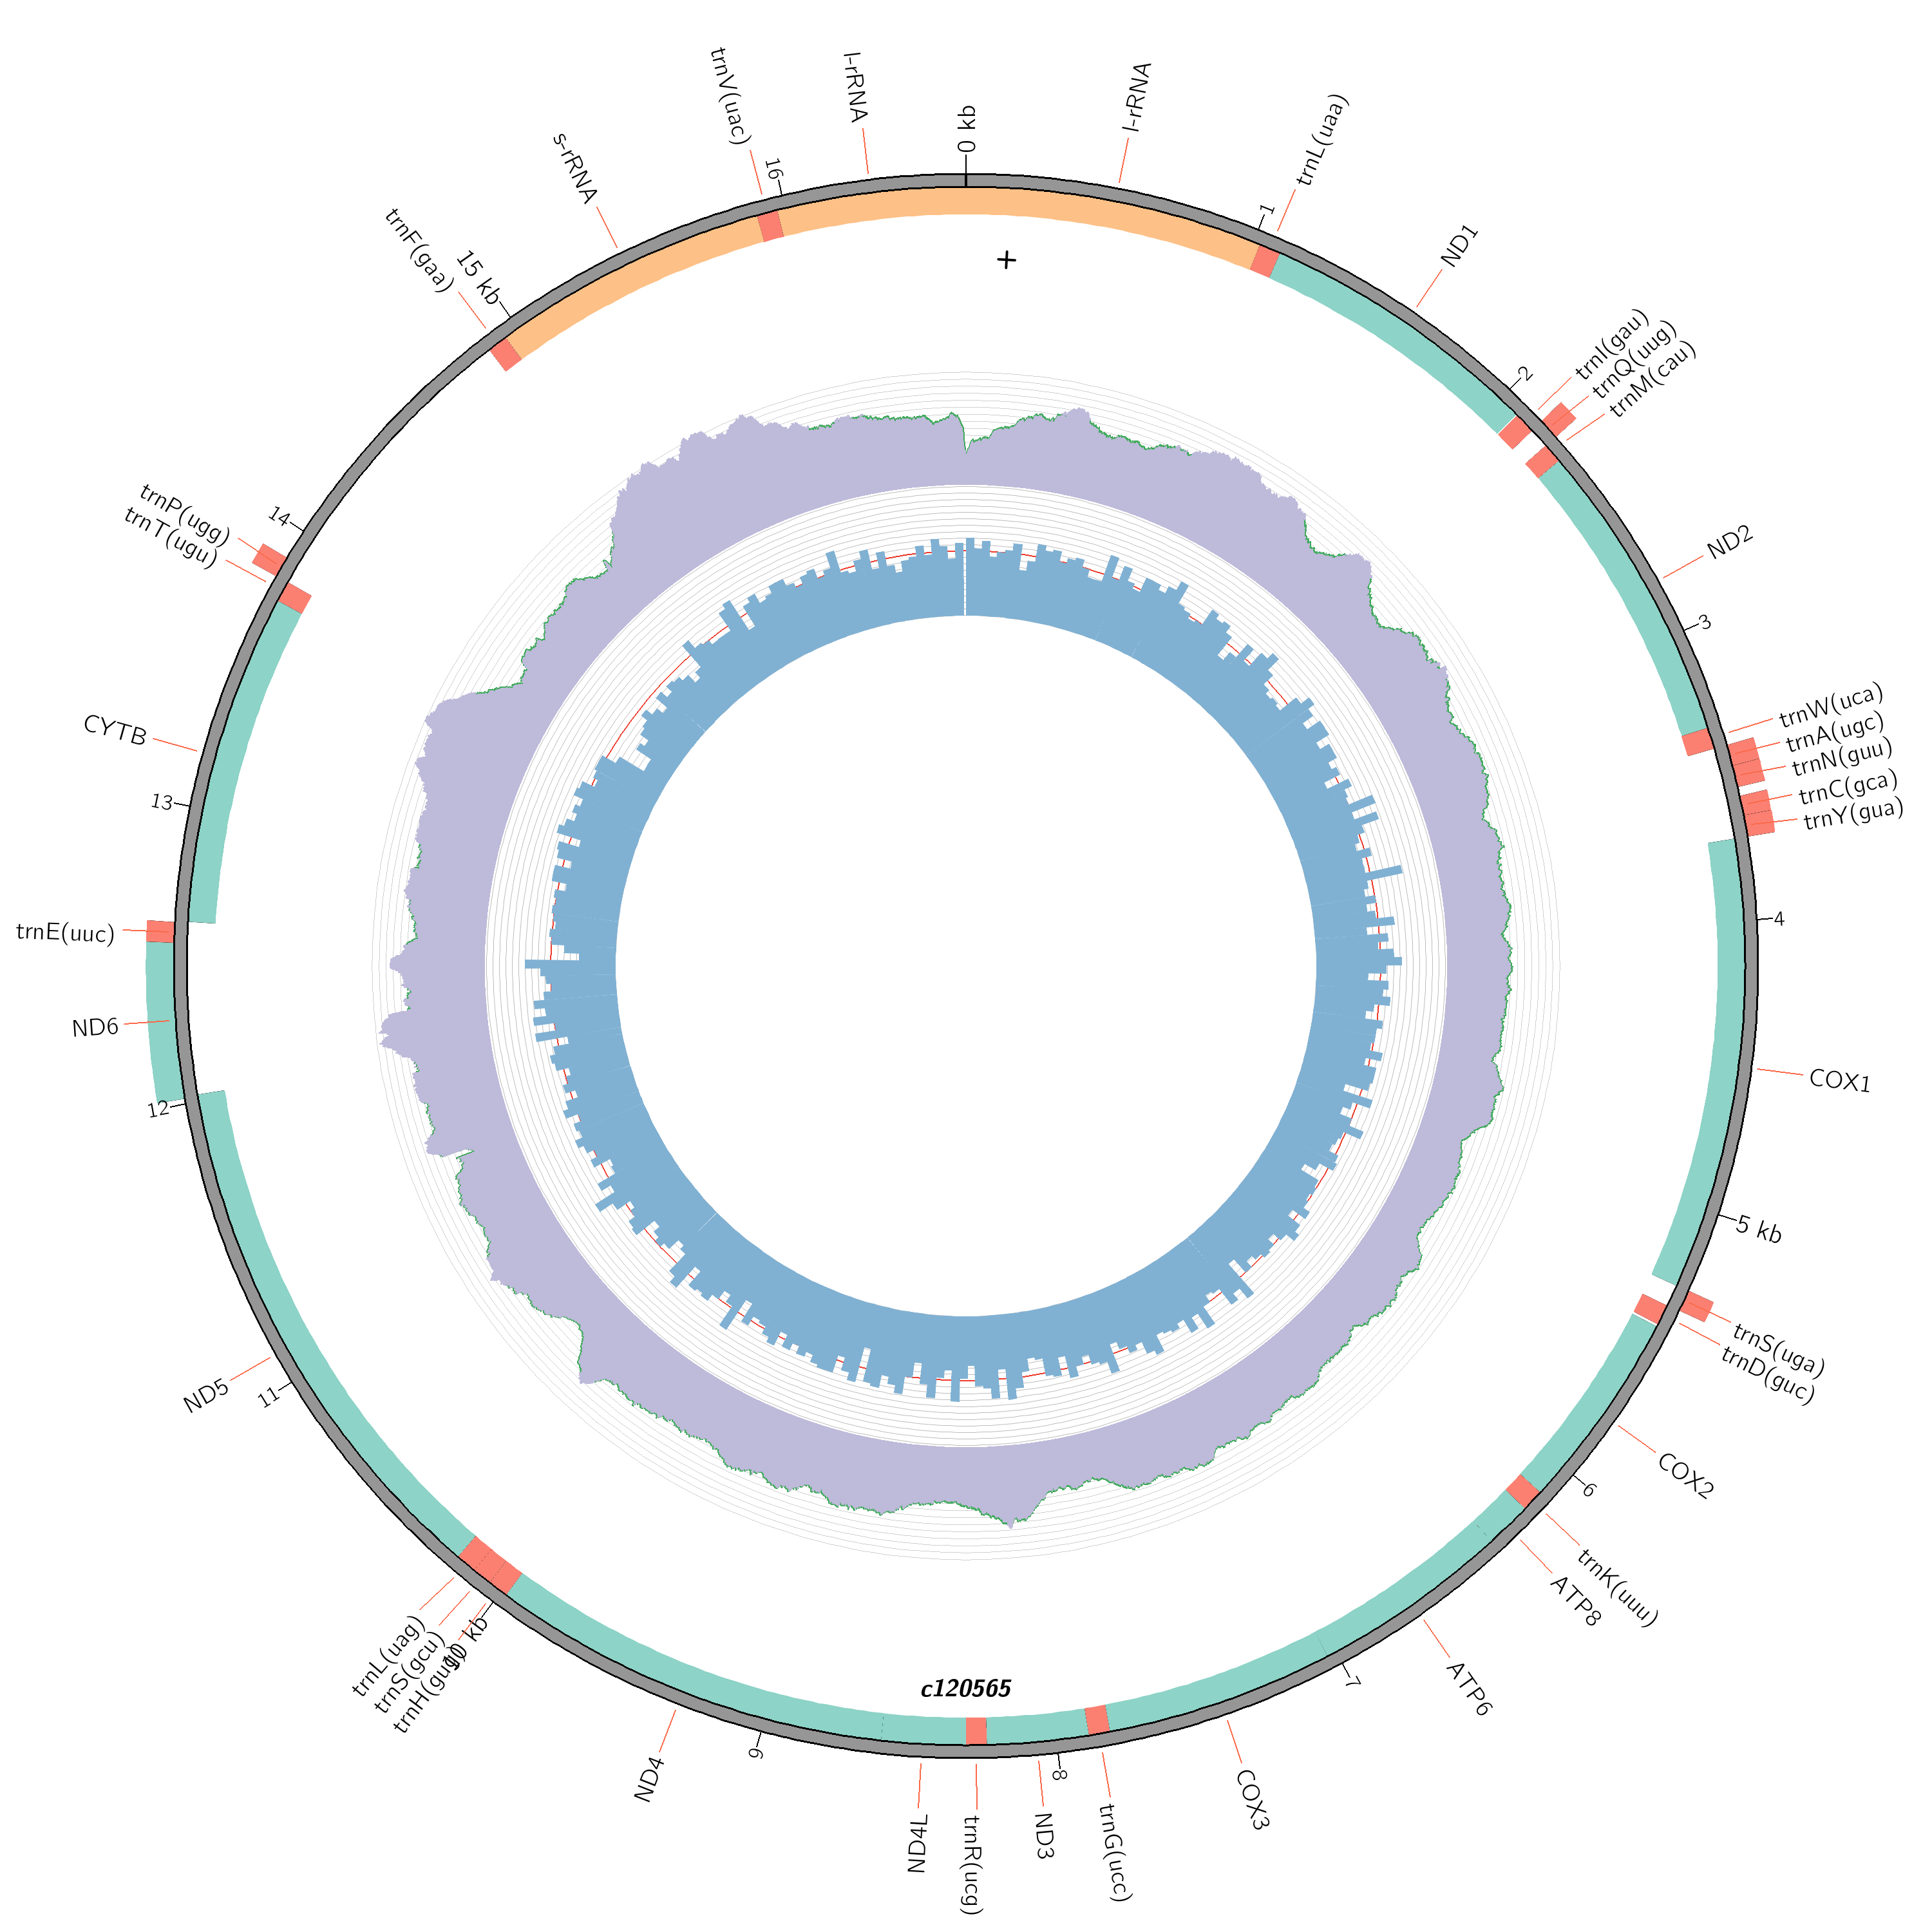 0 kb
l-rRNA
trnL(uaa)
1
ND1
2
trnI(gau)
trnQ(uug)
trnM(cau)
ND2
3
trnW(uca)
trnA(ugc)
trnN(guu)
trnC(gca)
trnY(gua)
4
COX1
5 kb
trnS(uga)
trnD(guc)
COX2
6
trnK(uuu)
ATP8
ATP6
7
COX3
trnG(ucc)
8
ND3
trnR(ucg)
ND4L
c120565
9
ND4
10 kb
trnH(gug)
trnS(gcu)
trnL(uag)
11
ND5
12
ND6
trnE(uuc)
13
CYTB
trnT(ugu)
trnP(ugg)
14
trnF(gaa)
15 kb
s-rRNA
trnV(uac)
16
l-rRNA
+